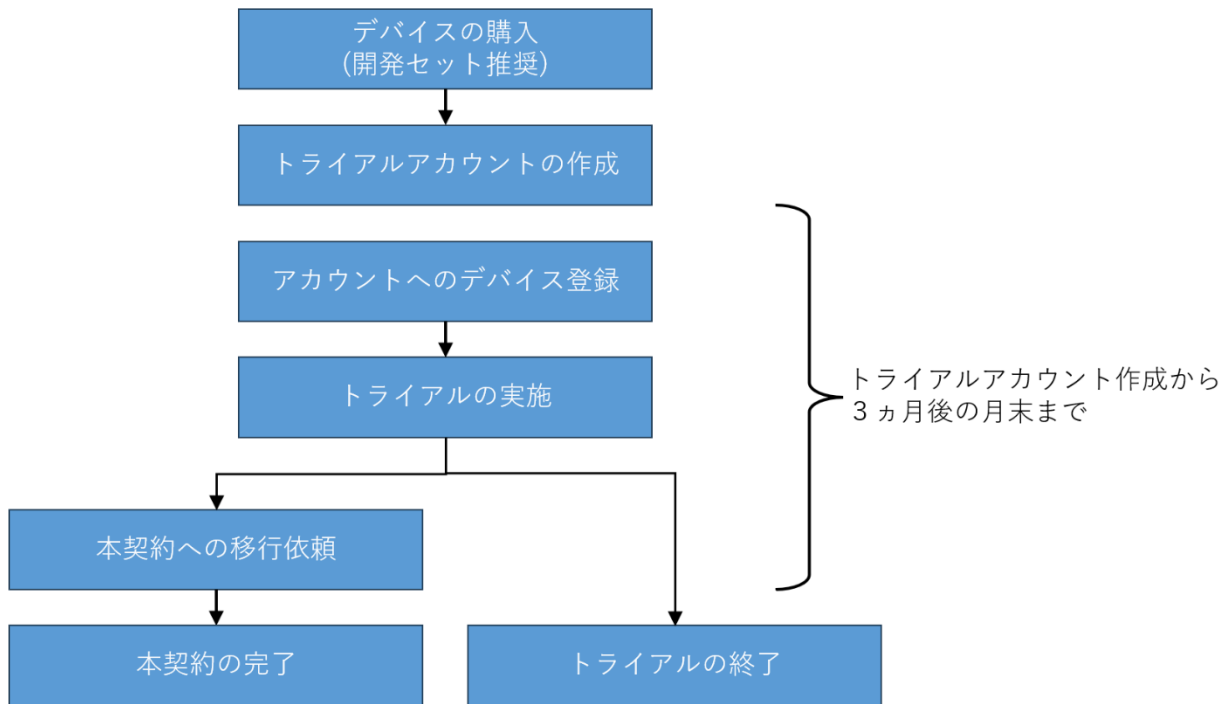 デバイスの購入
(開発セット推奨)
トライアルアカウントの作成
アカウントへのデバイス登録
トライアルの実施
トライアルアカウント作成から
３ヵ月後の月末まで
本契約への移行依頼
本契約の完了
トライアルの終了